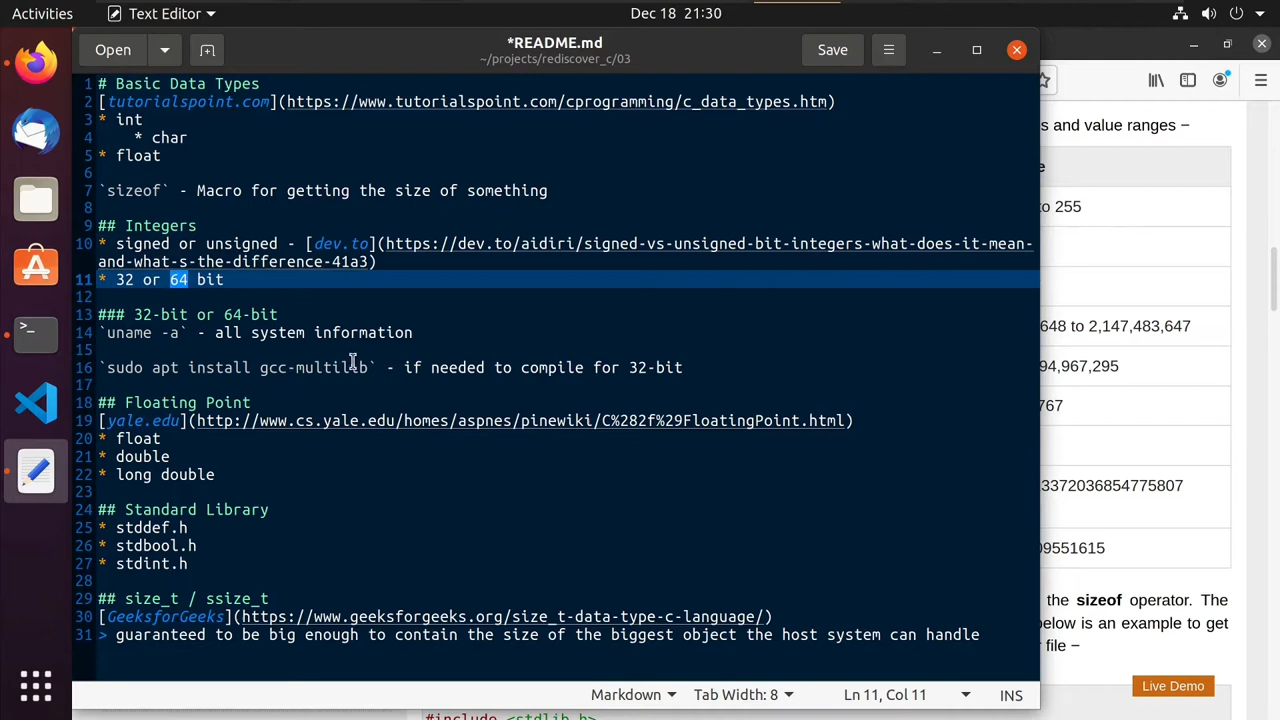 Activities
Text Editor
Dec 18 21:30
Open
*README.md
~/projects/rediscover_c/03
Save
1 # Basic Data Types
2 [tutorialspoint.com](https://www.tutorialspoint.com/cprogramming/c_data_types.htm)
3 * int
4     * char
5 * float
6
7 `sizeof` - Macro for getting the size of something
8
9 ## Integers
10 * signed or unsigned - [dev.to](https://dev.to/aidiri/signed-vs-unsigned-bit-integers-what-does-it-mean-
and-what-s-the-difference-41a3)
11 * 32 or 64 bit
12
13 ### 32-bit or 64-bit
14 `uname -a` - all system information
15
16 `sudo apt install gcc-multilib` - if needed to compile for 32-bit
17
18 ## Floating Point
19 [yale.edu](http://www.cs.yale.edu/homes/aspnes/pinewiki/C%282f%29FloatingPoint.html)
20 * float
21 * double
22 * long double
23
24 ## Standard Library
25 * stddef.h
26 * stdbool.h
27 * stdint.h
28
29 ## size_t / ssize_t
30 [GeeksforGeeks](https://www.geeksforgeeks.org/size_t-data-type-c-language/)
31 > guaranteed to be big enough to contain the size of the biggest object the host system can handle
Markdown
Tab Width: 8
Ln 11, Col 11
INS
s and value ranges −
e
to 255
648 to 2,147,483,647
94,967,295
767
3372036854775807
09551615
the sizeof operator. The
below is an example to get
r file −
Live Demo
#include <stdlib.h>